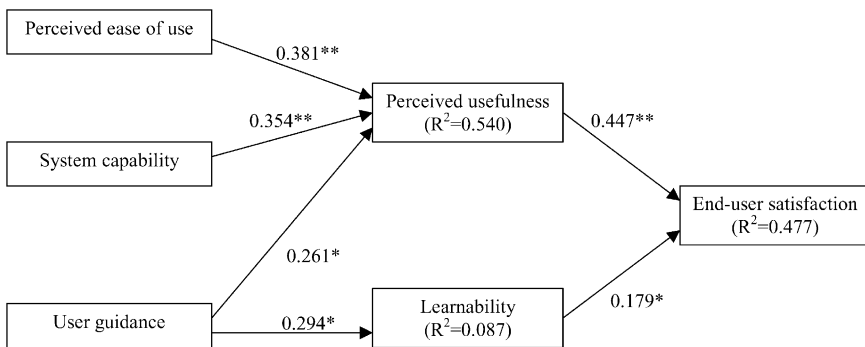 Perceived ease of use
0.381**
Perceived usefulness
(R²=0.540)
0.354**
0.447**
System capability
End-user satisfaction
(R²=0.477)
0.261*
0.179*
User guidance
0.294*
Learnability
(R²=0.087)